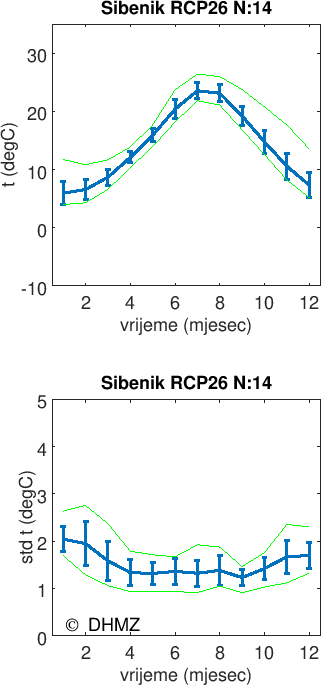 Sibenik RCP26 N:14
30
20
10
0
-10
t (degC)
2 4 6 8 10 12
vrijeme (mjesec)
Sibenik RCP26 N:14
5
4
3
2
1
0
std t (degC)
© DHMZ
2 4 6 8 10 12
vrijeme (mjesec)